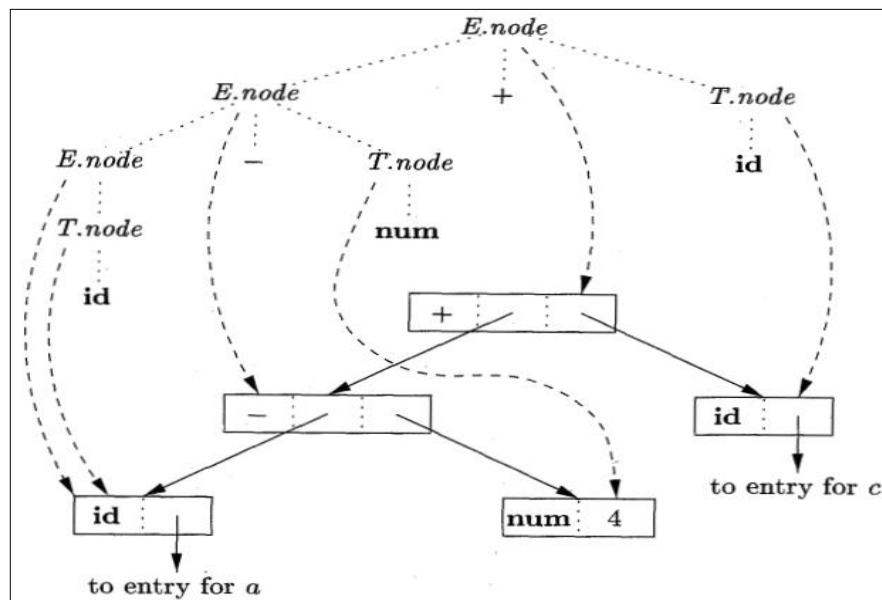 E.node
E.node + T.node
E.node − T.node id
T.node num
id
+
− id
to entry for c
id num 4
to entry for a